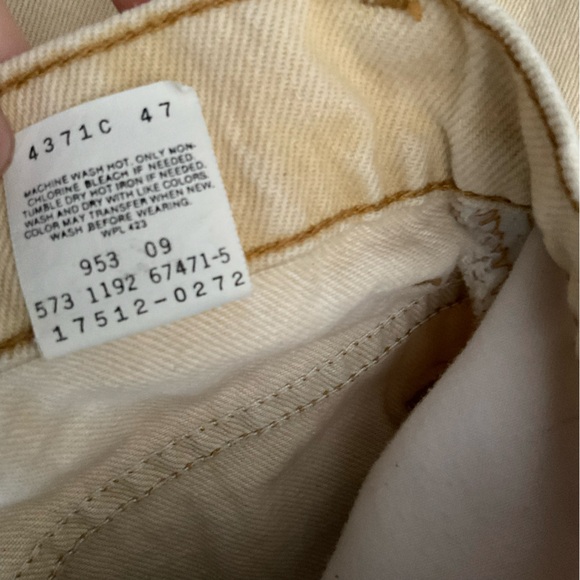 4371C 47
MACHINE WASH HOT. ONLY NON-
CHLORINE BLEACH IF NEEDED.
TUMBLE DRY HOT IRON IF NEEDED.
WASH AND DRY WITH LIKE COLORS.
COLOR MAY TRANSFER WHEN NEW.
WASH BEFORE WEARING.
WPL 423
953 09
573 1192 67471-5
17512-0272